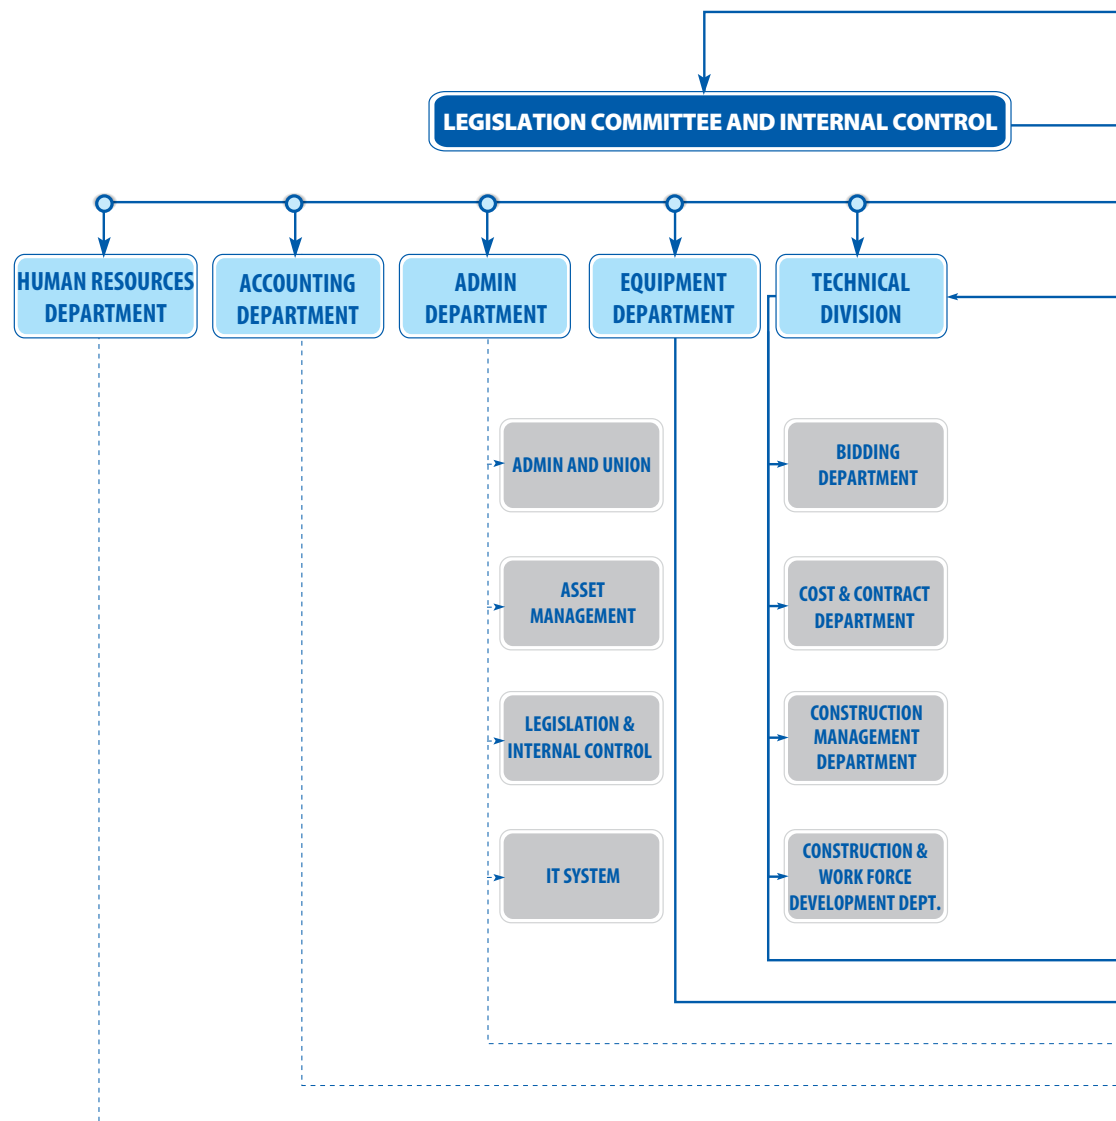 LEGISLATION COMMITTEE AND INTERNAL CONTROL
HUMAN RESOURCES
DEPARTMENT
ACCOUNTING
DEPARTMENT
ADMIN
DEPARTMENT
EQUIPMENT
DEPARTMENT
TECHNICAL
DIVISION
ADMIN AND UNION
ASSET
MANAGEMENT
LEGISLATION &
INTERNAL CONTROL
IT SYSTEM
BIDDING
DEPARTMENT
COST & CONTRACT
DEPARTMENT
CONSTRUCTION
MANAGEMENT
DEPARTMENT
CONSTRUCTION &
WORK FORCE
DEVELOPMENT DEPT.